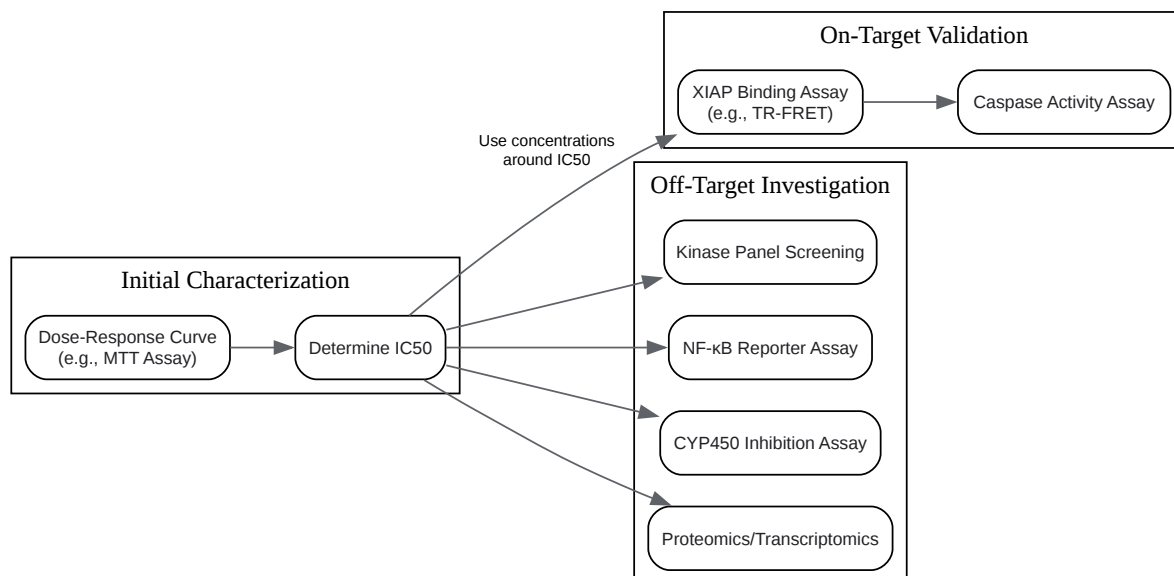 On-Target Validation
XIAP Binding Assay
(e.g., TR-FRET)
Caspase Activity Assay
Use concentrations
around IC50
Off-Target Investigation
Kinase Panel Screening
Initial Characterization
Dose-Response Curve
(e.g., MTT Assay)
Determine IC50
NF-κB Reporter Assay
CYP450 Inhibition Assay
Proteomics/Transcriptomics